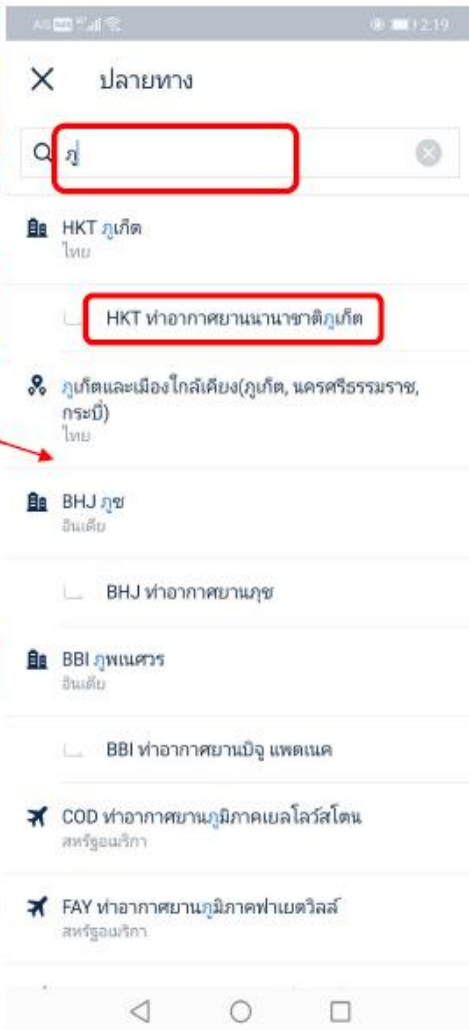 AIS
2:19
ปลายทาง
ภู
HKT ภูเก็ต
ไทย
HKT ท่าอากาศยานนานาชาติภูเก็ต
ภูเก็ตและเมืองใกล้เคียง(ภูเก็ต, นครศรีธรรมราช,
กระบี่)
ไทย
BHJ ภุช
อินเดีย
BHJ ท่าอากาศยานภุช
BBI ภูพเนศวร
อินเดีย
BBI ท่าอากาศยานบิจู แพตเนค
COD ท่าอากาศยานภูมิภาคเยลโลว์สโตน
สหรัฐอเมริกา
FAY ท่าอากาศยานภูมิภาคฟาเยตวิลล์
สหรัฐอเมริกา